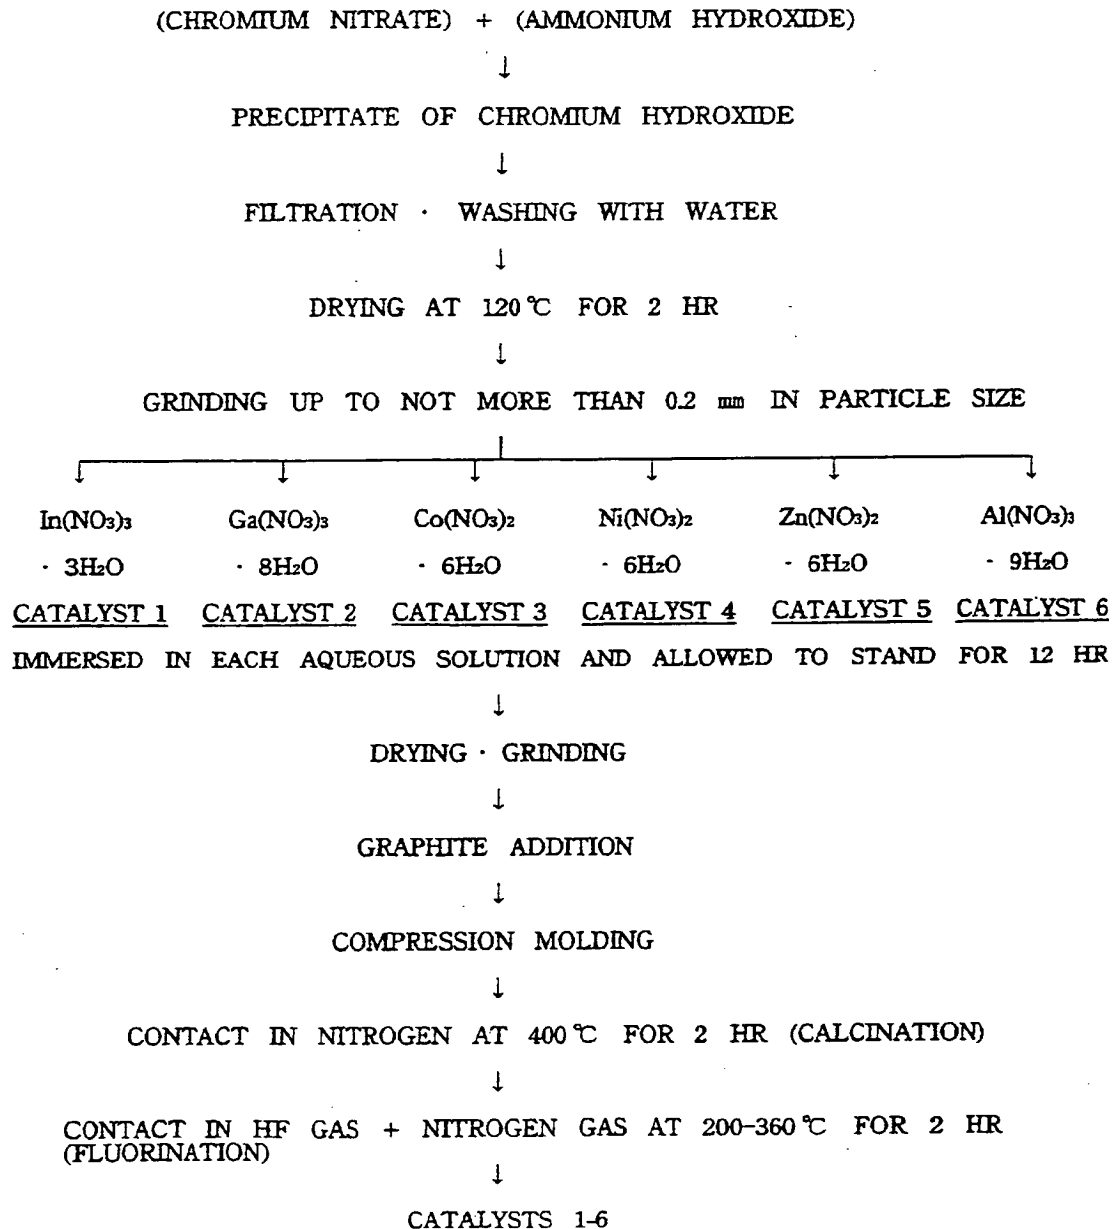 (CHROMIUM NITRATE) + (AMMONIUM HYDROXIDE)
↓
PRECIPITATE OF CHROMIUM HYDROXIDE
↓
FILTRATION · WASHING WITH WATER
↓
DRYING AT 120℃ FOR 2 HR
↓
GRINDING UP TO NOT MORE THAN 0.2 ㎜ IN PARTICLE SIZE
In(NO₃)₃ Ga(NO₃)₃ Co(NO₃)₂ Ni(NO₃)₂ Zn(NO₃)₂ Al(NO₃)₃
· 3H₂O · 8H₂O · 6H₂O · 6H₂O · 6H₂O · 9H₂O
CATALYST 1 CATALYST 2 CATALYST 3 CATALYST 4 CATALYST 5 CATALYST 6
IMMERSED IN EACH AQUEOUS SOLUTION AND ALLOWED TO STAND FOR 12 HR
↓
DRYING · GRINDING
↓
GRAPHITE ADDITION
↓
COMPRESSION MOLDING
↓
CONTACT IN NITROGEN AT 400℃ FOR 2 HR (CALCINATION)
↓
CONTACT IN HF GAS + NITROGEN GAS AT 200-360℃ FOR 2 HR
(FLUORINATION)
↓
CATALYSTS 1-6